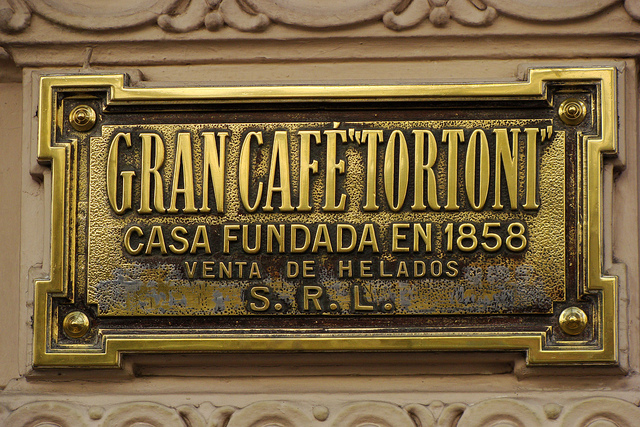 GRAN CAFÉ "TORTONI"
CASA FUNDADA EN 1858
VENTA DE HELADOS
S. R. L.